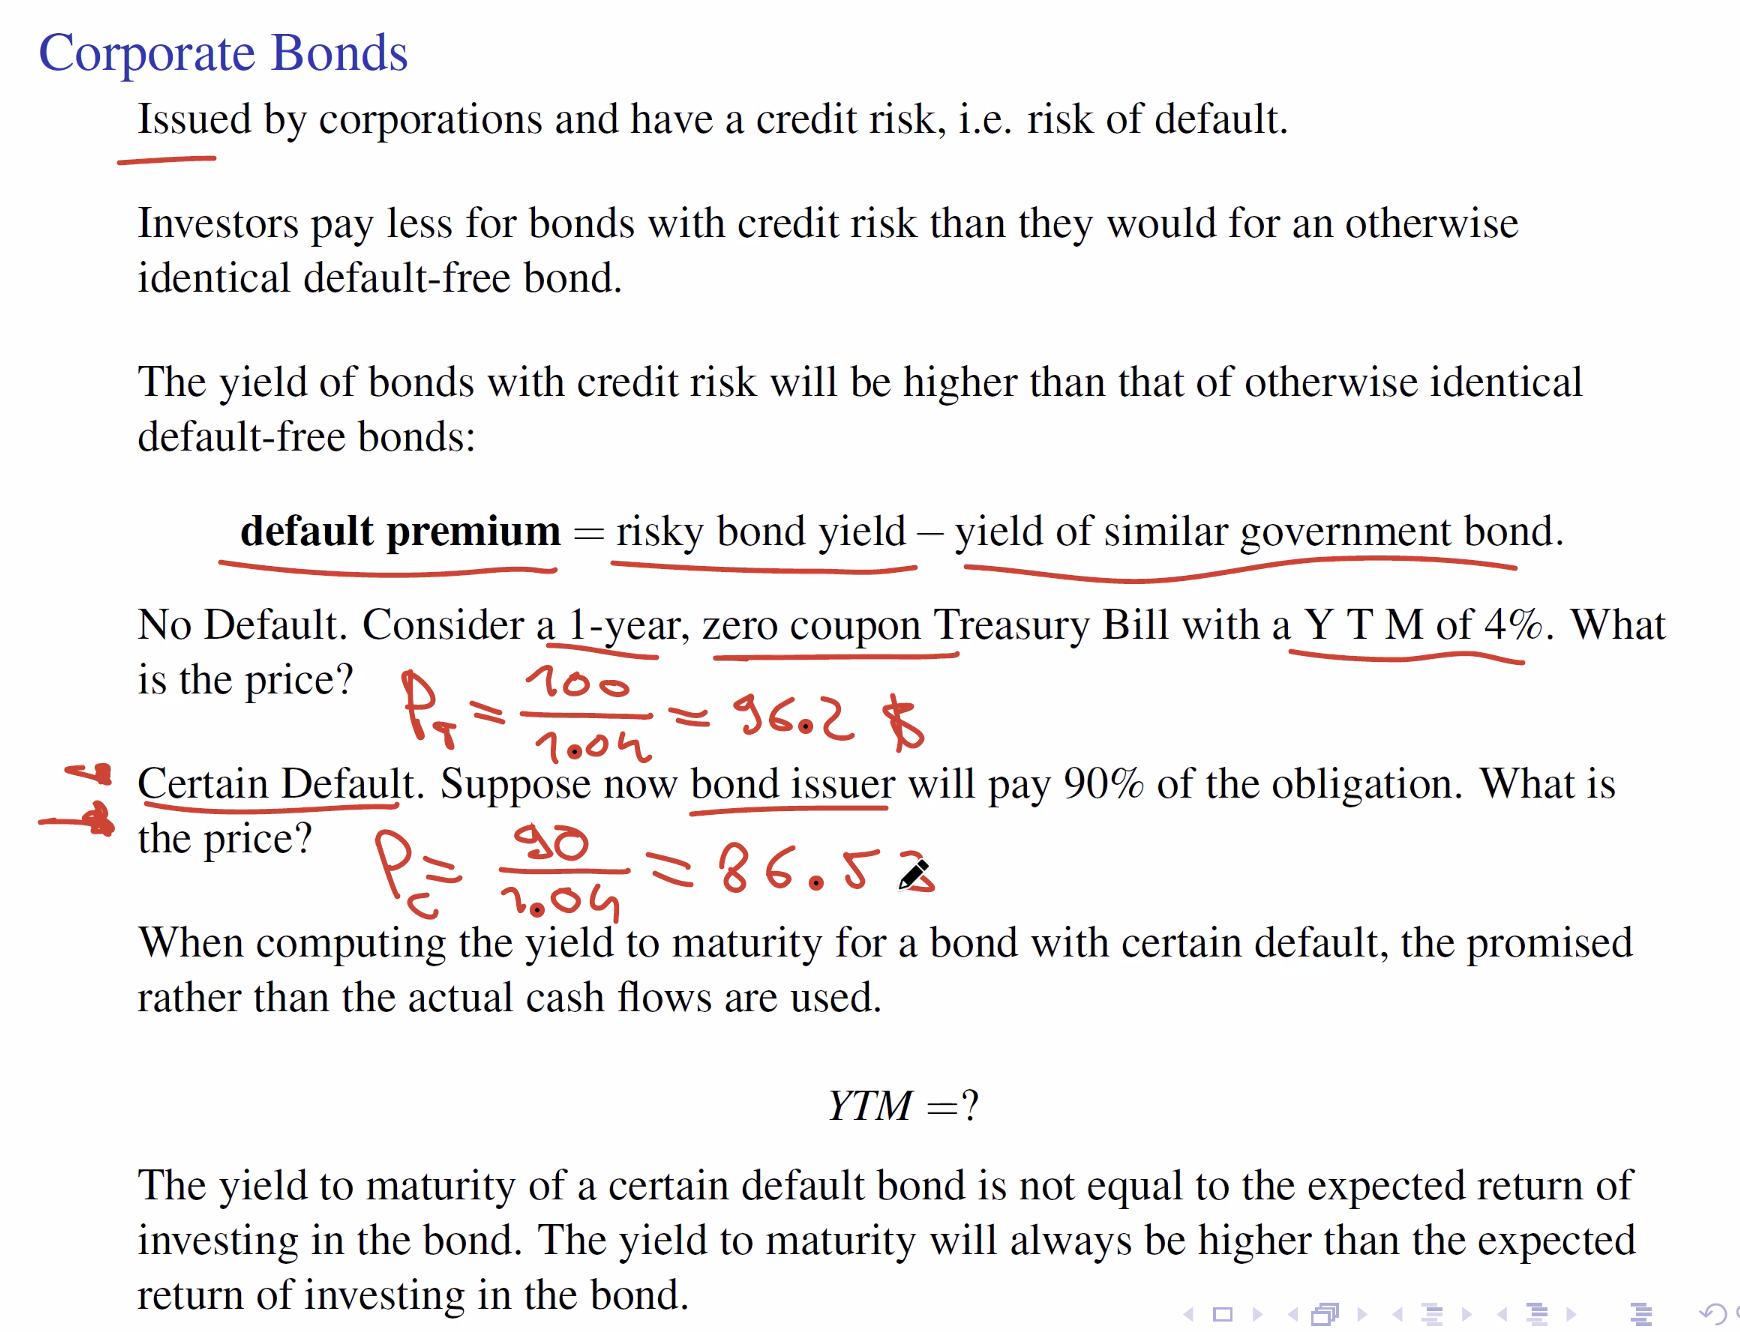 Corporate Bonds
Issued by corporations and have a credit risk, i.e. risk of default.
Investors pay less for bonds with credit risk than they would for an otherwise
identical default-free bond.
The yield of bonds with credit risk will be higher than that of otherwise identical
default-free bonds:
default premium = risky bond yield − yield of similar government bond.
No Default. Consider a 1-year, zero coupon Treasury Bill with a Y T M of 4%. What
is the price?
P_T = 100 / 1.04 = 96.2 $
Certain Default. Suppose now bond issuer will pay 90% of the obligation. What is
the price?
P_C = 90 / 1.04 = 86.5
When computing the yield to maturity for a bond with certain default, the promised
rather than the actual cash flows are used.
YTM =?
The yield to maturity of a certain default bond is not equal to the expected return of
investing in the bond. The yield to maturity will always be higher than the expected
return of investing in the bond.